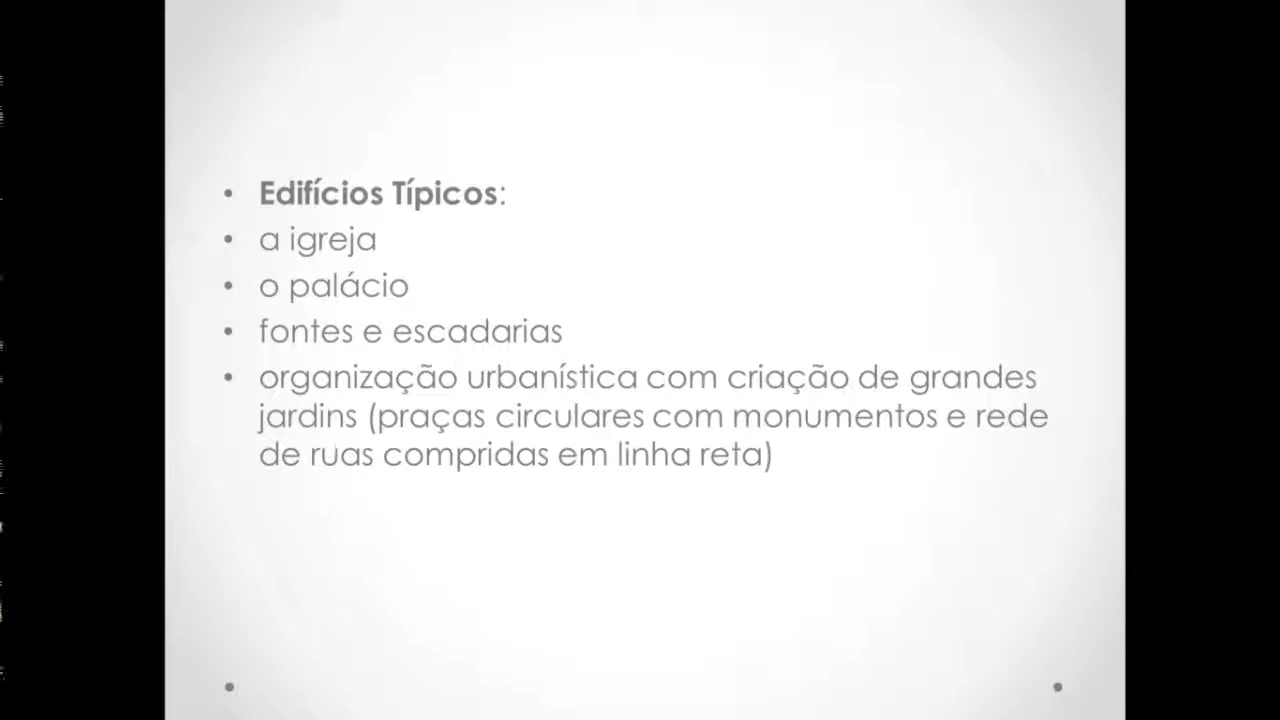 • Edifícios Típicos:
• a igreja
• o palácio
• fontes e escadarias
• organização urbanística com criação de grandes
jardins (praças circulares com monumentos e rede
de ruas compridas em linha reta)